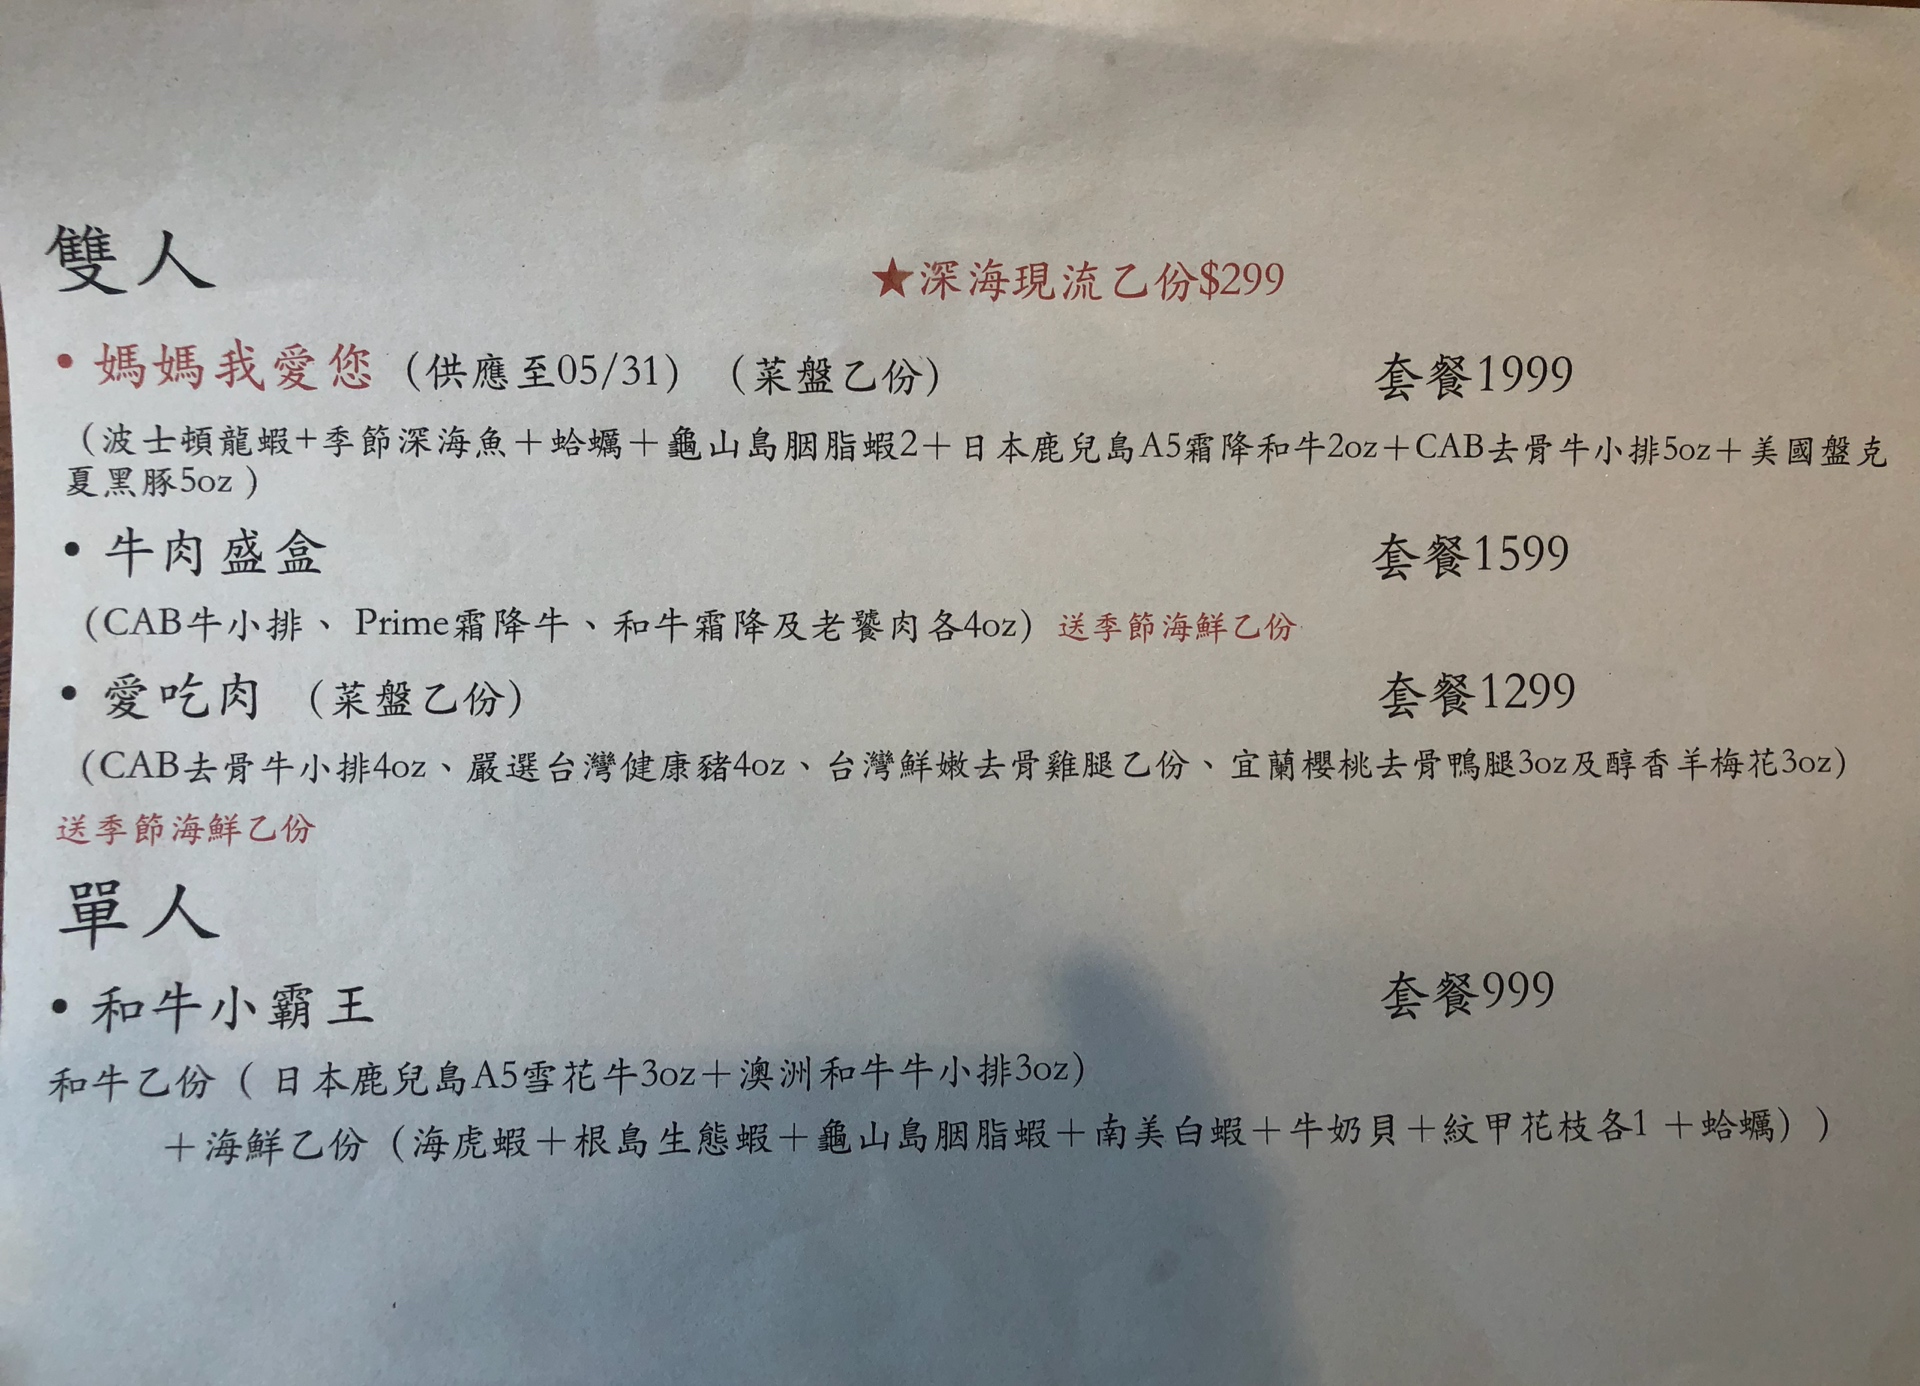 雙人
★深海現流乙份$299
•媽媽我愛您（供應至05/31）（菜盤乙份） 套餐1999
（波士頓龍蝦+季節深海魚＋蛤蠣＋龜山島胭脂蝦2＋日本鹿兒島A5霜降和牛2oz＋CAB去骨牛小排5oz＋美國盤克
夏黑豚5oz ）
•牛肉盛盒 套餐1599
（CAB牛小排、Prime霜降牛、和牛霜降及老饕肉各4oz）送季節海鮮乙份
•愛吃肉 （菜盤乙份） 套餐1299
（CAB去骨牛小排4oz、嚴選台灣健康豬4oz、台灣鮮嫩去骨雞腿乙份、宜蘭櫻桃去骨鴨腿3oz及醇香羊梅花3oz）
送季節海鮮乙份
單人
•和牛小霸王 套餐999
和牛乙份（ 日本鹿兒島A5雪花牛3oz＋澳洲和牛牛小排3oz）
＋海鮮乙份（海虎蝦＋根島生態蝦＋龜山島胭脂蝦＋南美白蝦＋牛奶貝＋紋甲花枝各1 ＋蛤蠣））